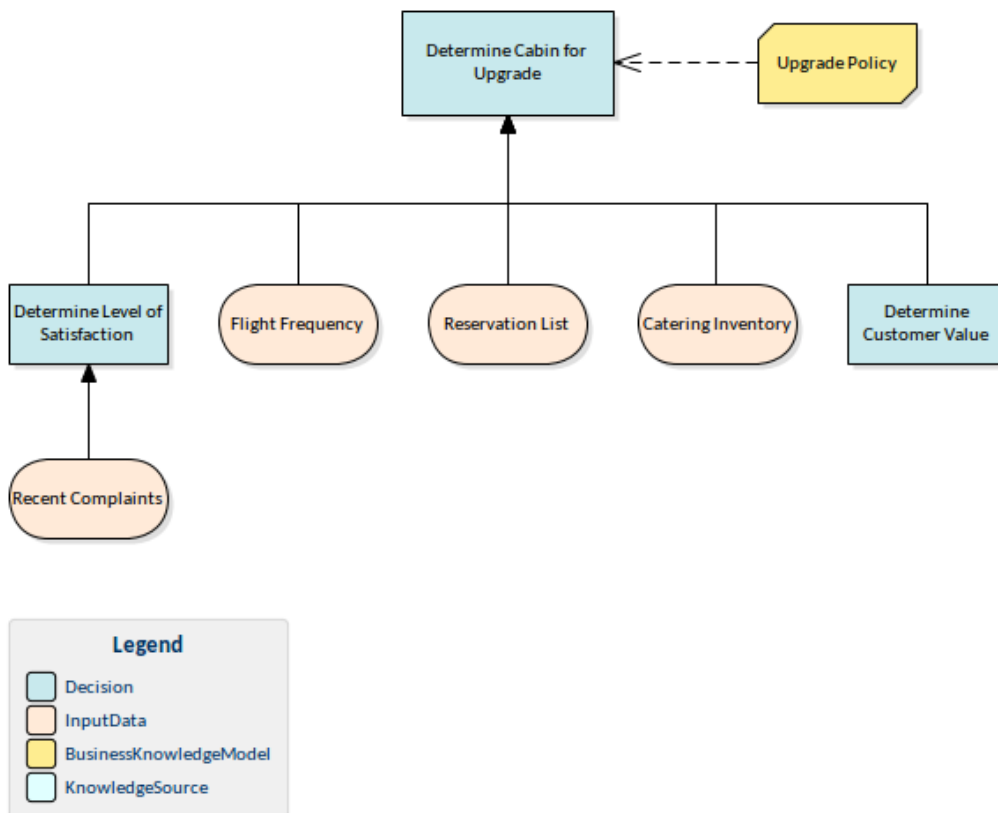 Determine Cabin for
Upgrade
Upgrade Policy
Determine Level of
Satisfaction
Flight Frequency
Reservation List
Catering Inventory
Determine
Customer Value
Recent Complaints
Legend
Decision
InputData
BusinessKnowledgeModel
KnowledgeSource